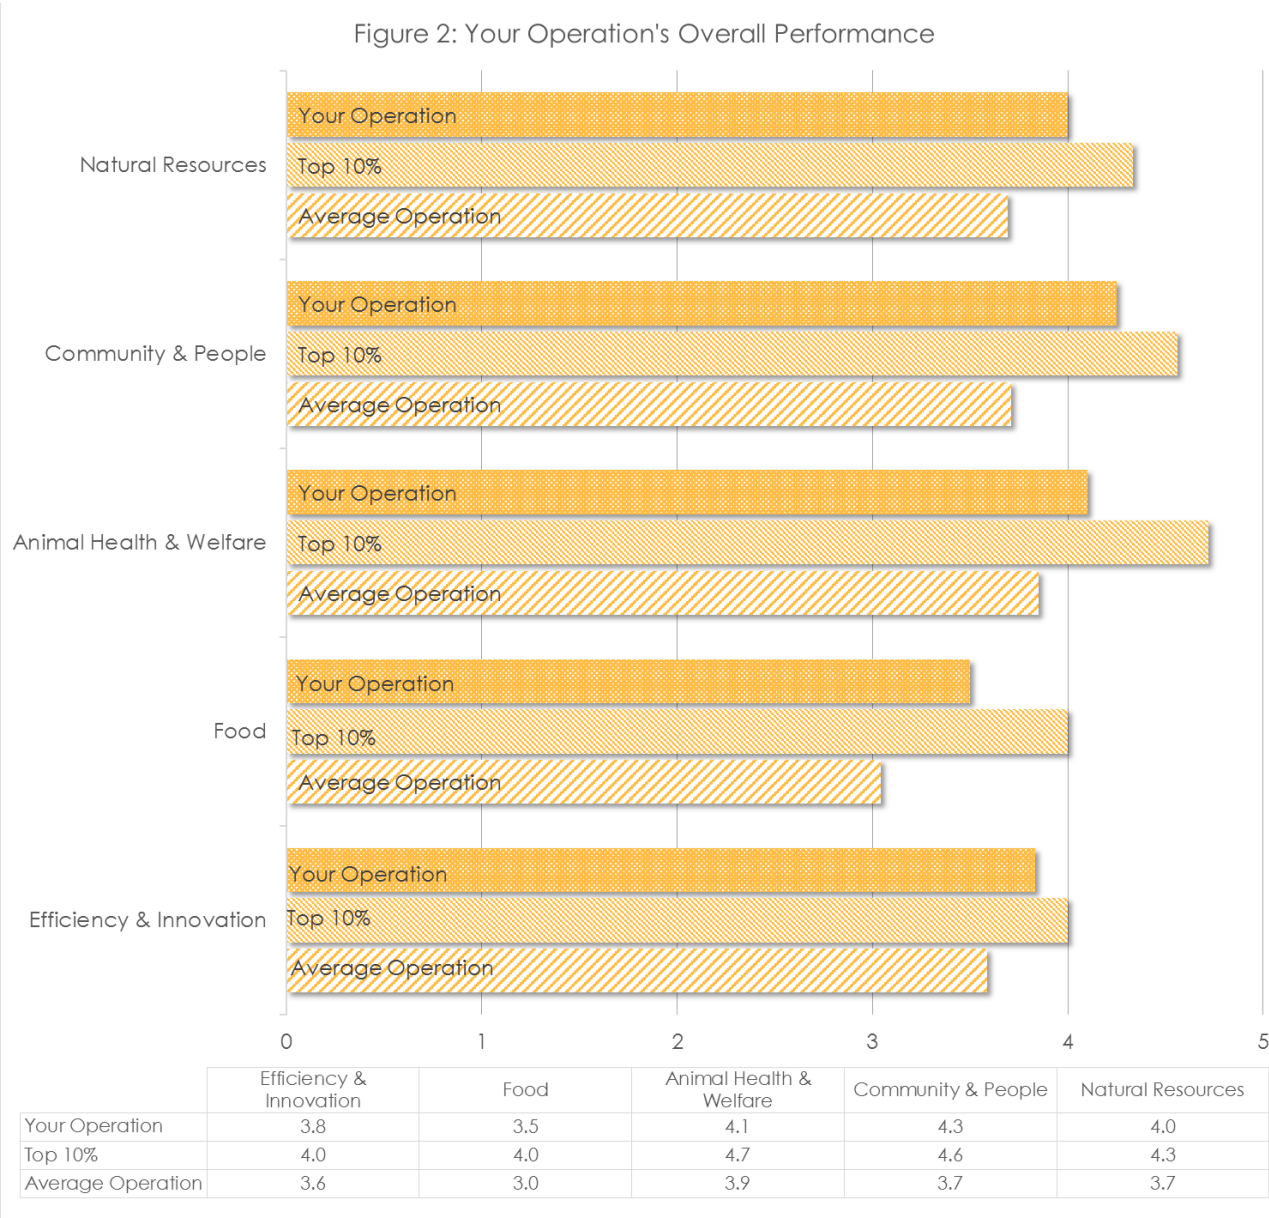 Figure 2: Your Operation's Overall Performance
Natural Resources
Your Operation
Top 10%
Average Operation
Community & People
Your Operation
Top 10%
Average Operation
Animal Health & Welfare
Your Operation
Top 10%
Average Operation
Food
Your Operation
Top 10%
Average Operation
Efficiency & Innovation
Your Operation
Top 10%
Average Operation
0 1 2 3 4 5
Efficiency & Innovation Food Animal Health & Welfare Community & People Natural Resources
Your Operation 3.8 3.5 4.1 4.3 4.0
Top 10% 4.0 4.0 4.7 4.6 4.3
Average Operation 3.6 3.0 3.9 3.7 3.7